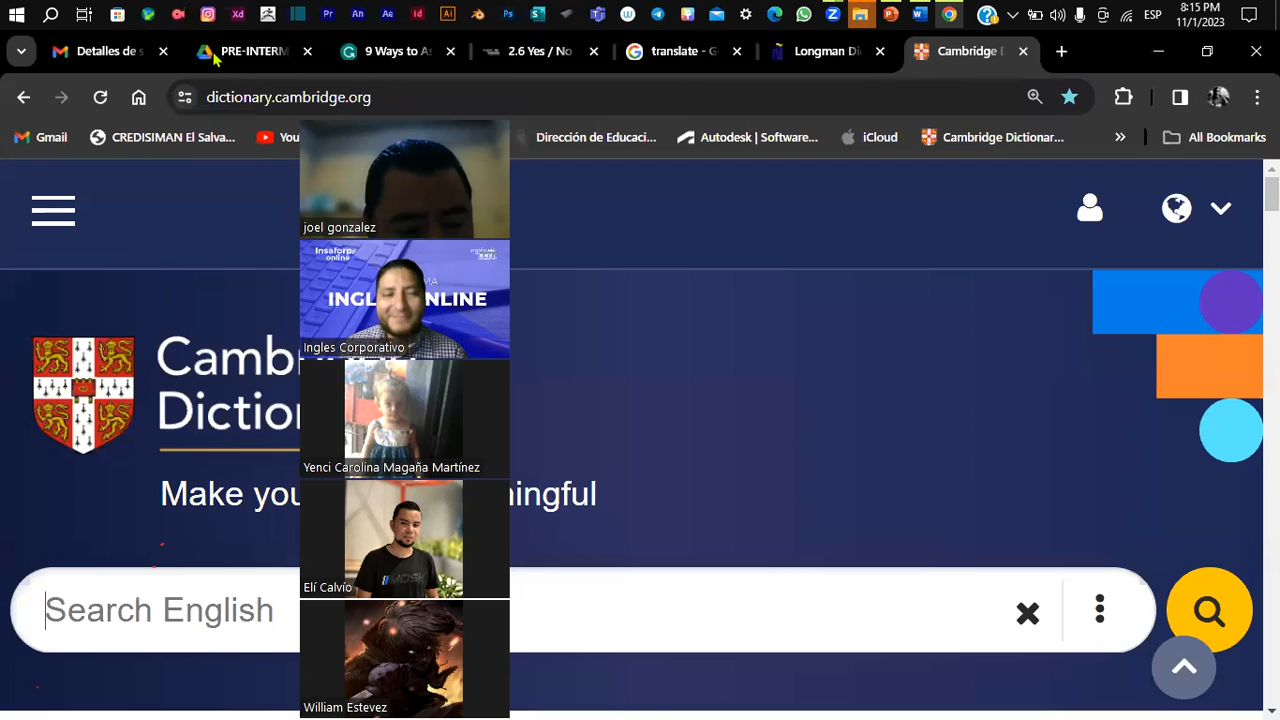 8:15 PM
ESP
11/1/2023
Detalles de s
PRE-INTERM
9 Ways to As
2.6 Yes / No
translate - G
Longman Di
Cambridge D
dictionary.cambridge.org
Gmail
CREDISIMAN El Salva...
You
Dirección de Educaci...
Autodesk | Software...
iCloud
Cambridge Dictionar...
All Bookmarks
joel gonzalez
Insaforp
online
INGL
NLINE
Ingles Corporativo
Yenci Carolina Magaña Martínez
Elí Calvío
William Estevez
Camb
Dictio
Make you
ingful
Search English